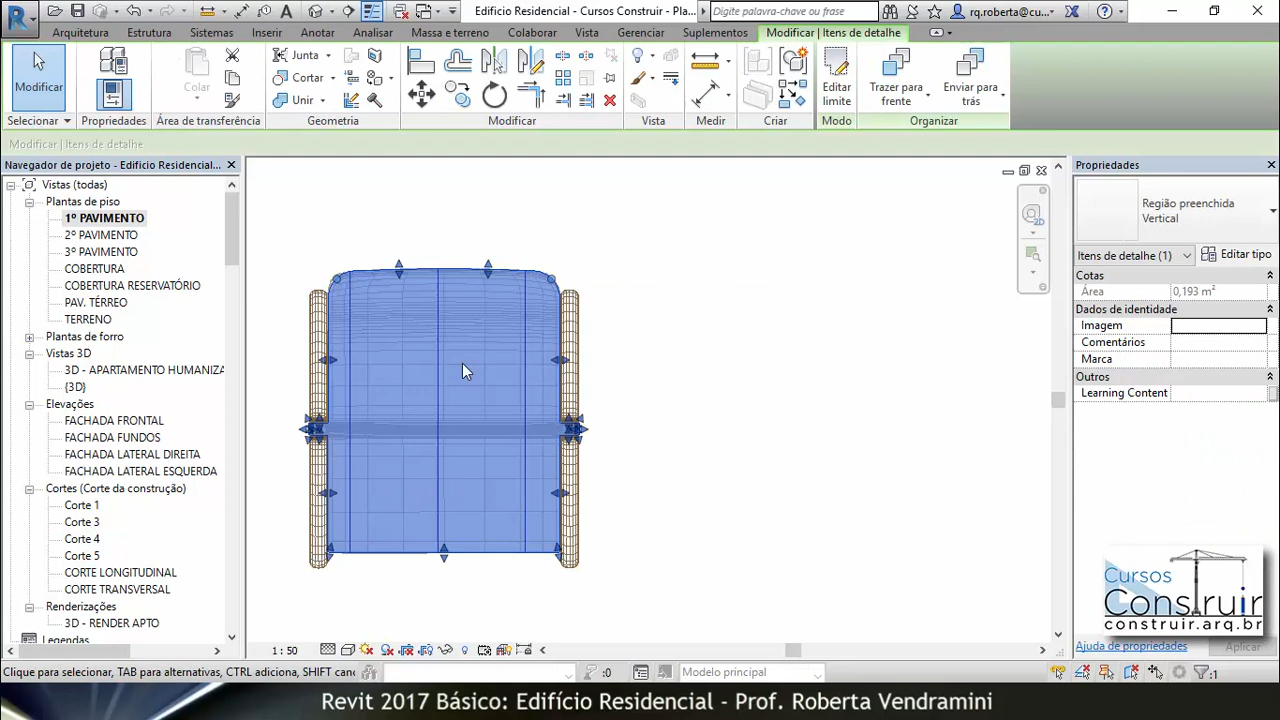 Edificio Residencial - Cursos Construir - Pla...
Digite palavra-chave ou frase
rq.roberta@cu...
Arquitetura Estrutura Sistemas Inserir Anotar Analisar Massa e terreno Colaborar Vista Gerenciar Suplementos Modificar | Itens de detalhe
Modificar
Colar
Junta
Cortar
Unir
Editar limite
Trazer para frente
Enviar para trás
Selecionar Propriedades Área de transferência Geometria Modificar Vista Medir Criar Modo Organizar
Modificar | Itens de detalhe
Navegador de projeto - Edificio Residencial...
Vistas (todas)
Plantas de piso
1º PAVIMENTO
2º PAVIMENTO
3º PAVIMENTO
COBERTURA
COBERTURA RESERVATÓRIO
PAV. TÉRREO
TERRENO
Plantas de forro
Vistas 3D
3D - APARTAMENTO HUMANIZA
{3D}
Elevações
FACHADA FRONTAL
FACHADA FUNDOS
FACHADA LATERAL DIREITA
FACHADA LATERAL ESQUERDA
Cortes (Corte da construção)
Corte 1
Corte 3
Corte 4
Corte 5
CORTE LONGITUDINAL
CORTE TRANSVERSAL
Renderizações
3D - RENDER APTO
Legendas
2D
Propriedades
Região preenchida
Vertical
Itens de detalhe (1) Editar tipo
Cotas
Área 0,193 m²
Dados de identidade
Imagem
Comentários
Marca
Outros
Learning Content
Cursos
Construir
construir.arq.br
Ajuda de propriedades Aplicar
1 : 50
Clique para selecionar, TAB para alternativas, CTRL adiciona, SHIFT canc :0 Modelo principal :1
Revit 2017 Básico: Edifício Residencial - Prof. Roberta Vendramini